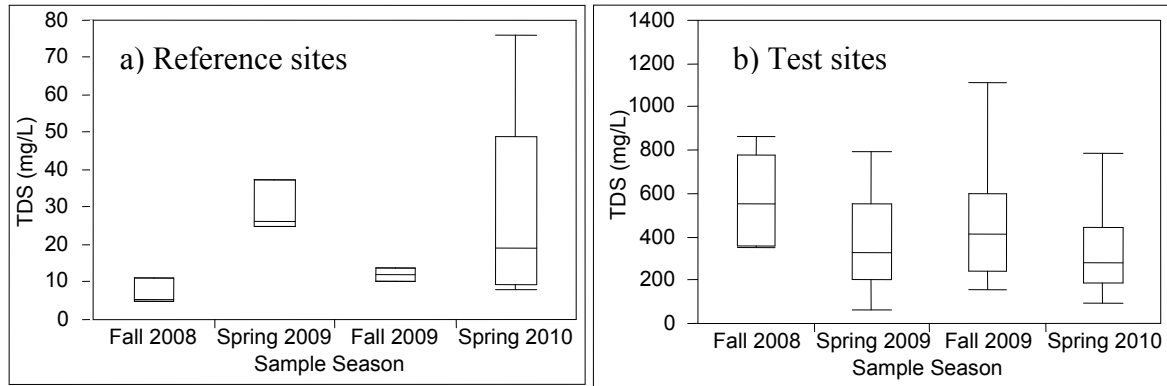 a) Reference sites
TDS (mg/L)
80
70
60
50
40
30
20
10
0
Fall 2008 Spring 2009 Fall 2009 Spring 2010
Sample Season
b) Test sites
TDS (mg/L)
1400
1200
1000
800
600
400
200
0
Fall 2008 Spring 2009 Fall 2009 Spring 2010
Sample Season